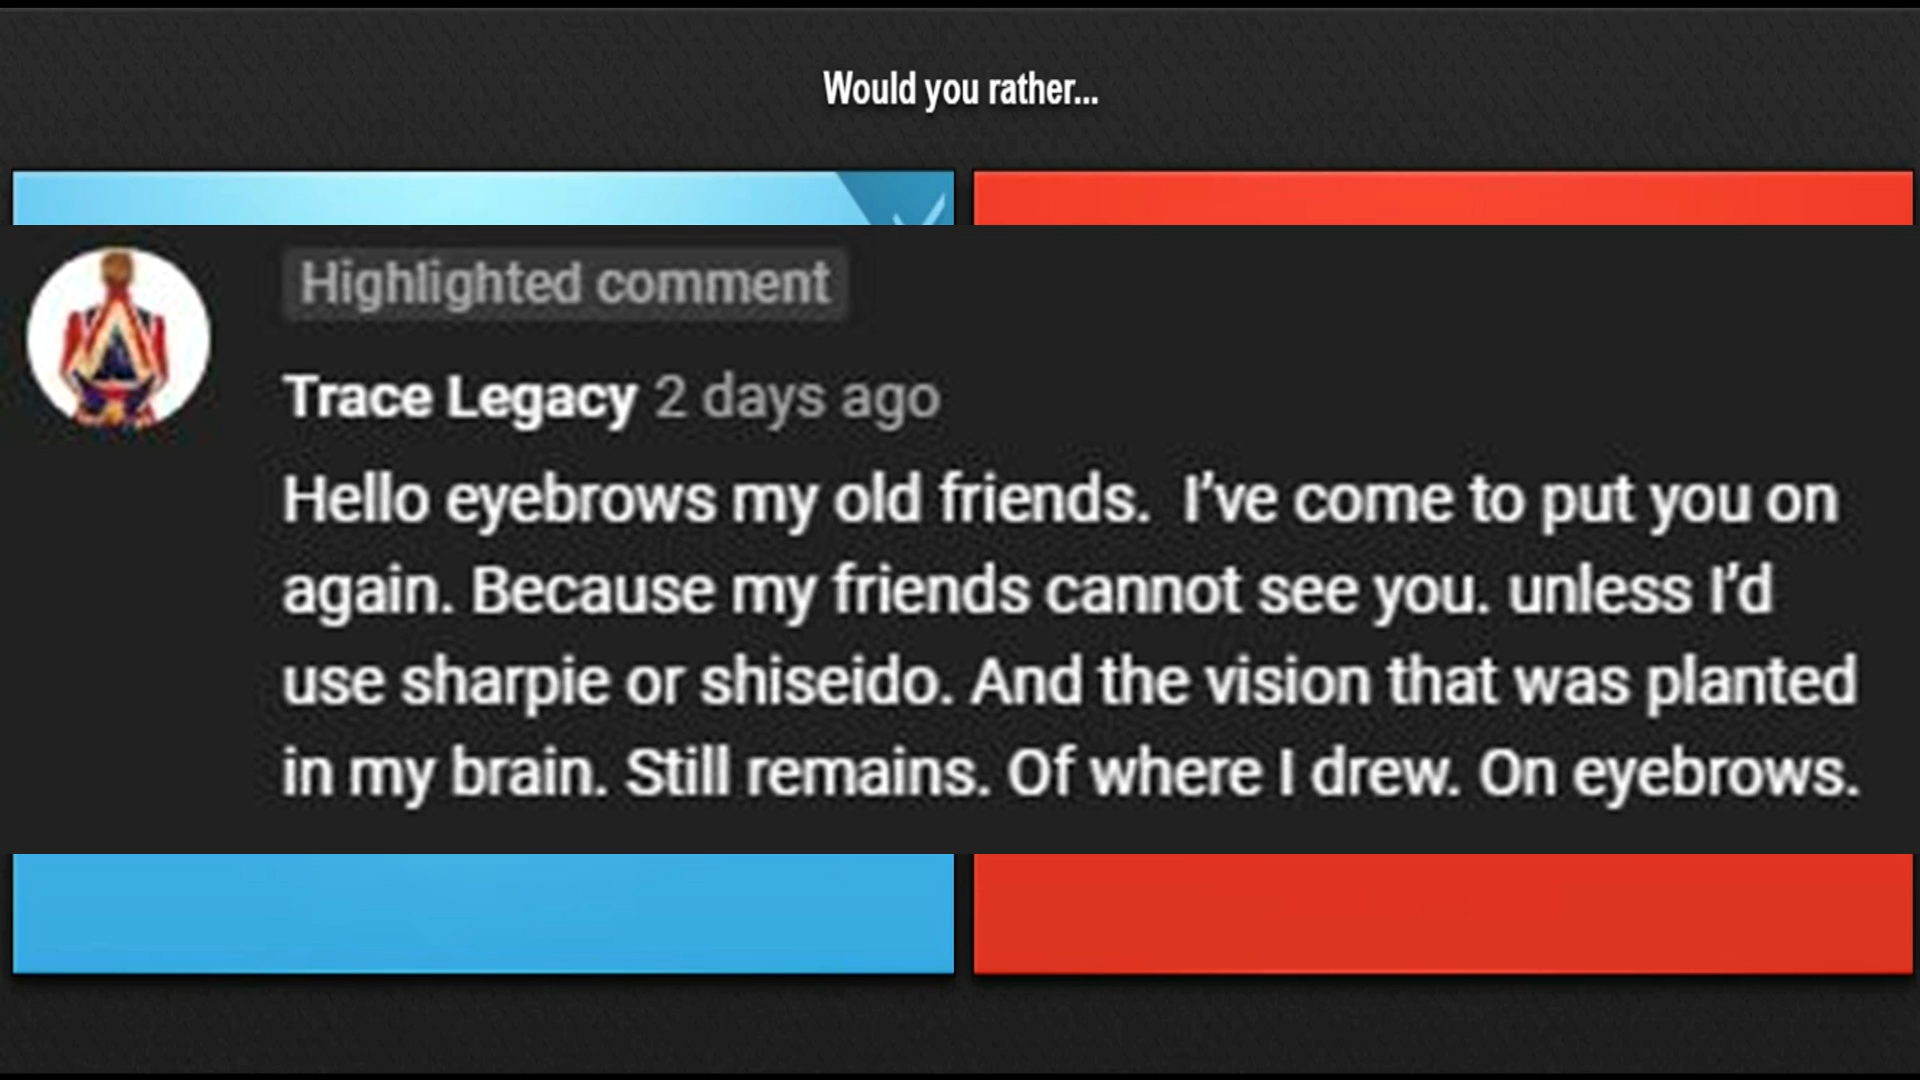 Would you rather...
Highlighted comment
Trace Legacy 2 days ago
Hello eyebrows my old friends.  I've come to put you on
again. Because my friends cannot see you. unless I'd
use sharpie or shiseido. And the vision that was planted
in my brain. Still remains. Of where I drew. On eyebrows.